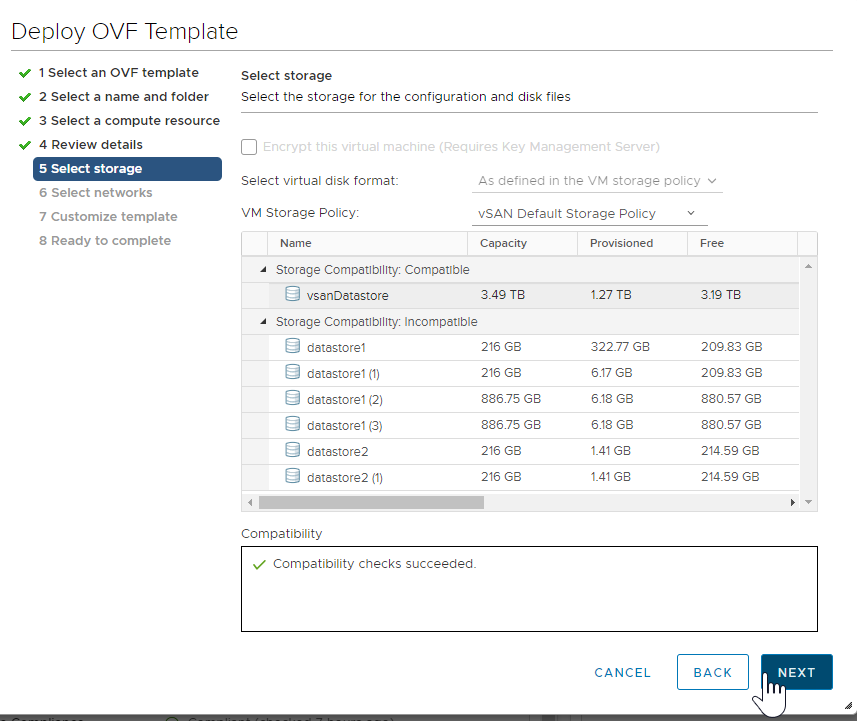 Deploy OVF Template
1 Select an OVF template
2 Select a name and folder
3 Select a compute resource
4 Review details
5 Select storage
6 Select networks
7 Customize template
8 Ready to complete
Select storage
Select the storage for the configuration and disk files
Encrypt this virtual machine (Requires Key Management Server)
Select virtual disk format: As defined in the VM storage policy
VM Storage Policy: vSAN Default Storage Policy
Name Capacity Provisioned Free
Storage Compatibility: Compatible
vsanDatastore 3.49 TB 1.27 TB 3.19 TB
Storage Compatibility: Incompatible
datastore1 216 GB 322.77 GB 209.83 GB
datastore1 (1) 216 GB 6.17 GB 209.83 GB
datastore1 (2) 886.75 GB 6.18 GB 880.57 GB
datastore1 (3) 886.75 GB 6.18 GB 880.57 GB
datastore2 216 GB 1.41 GB 214.59 GB
datastore2 (1) 216 GB 1.41 GB 214.59 GB
Compatibility
Compatibility checks succeeded.
CANCEL BACK NEXT